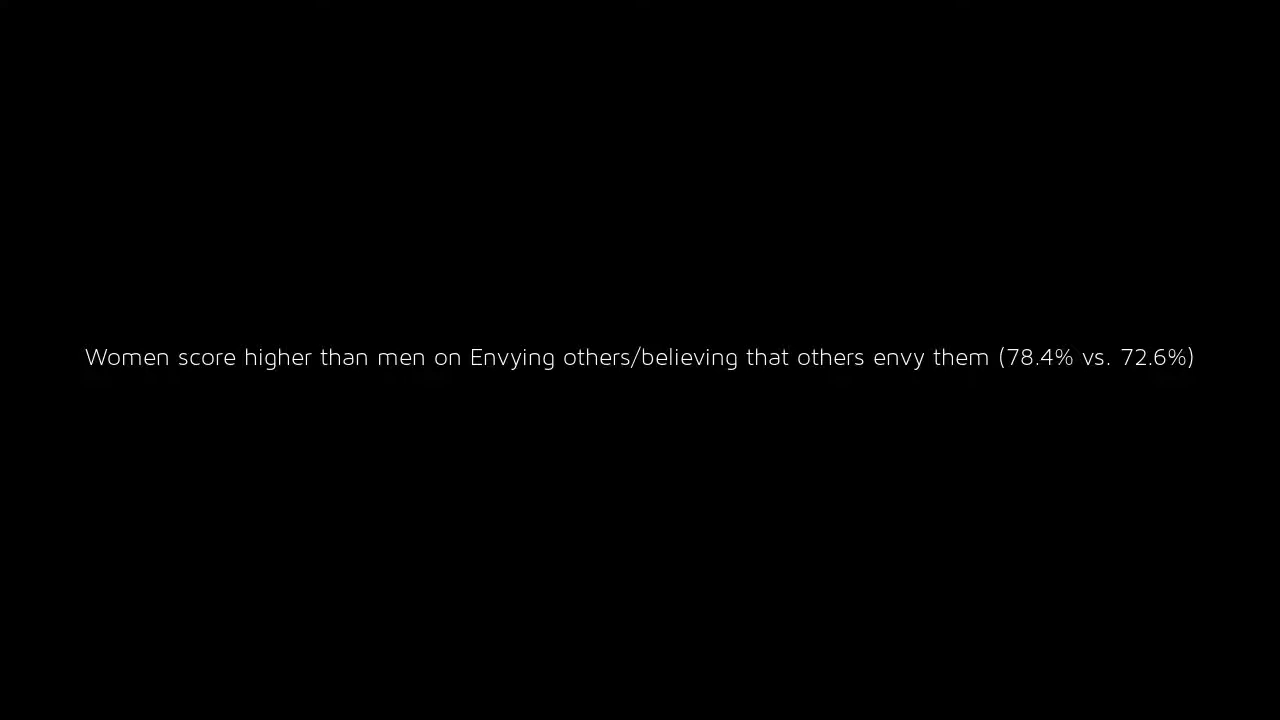 Women score higher than men on Envying others/believing that others envy them (78.4% vs. 72.6%)